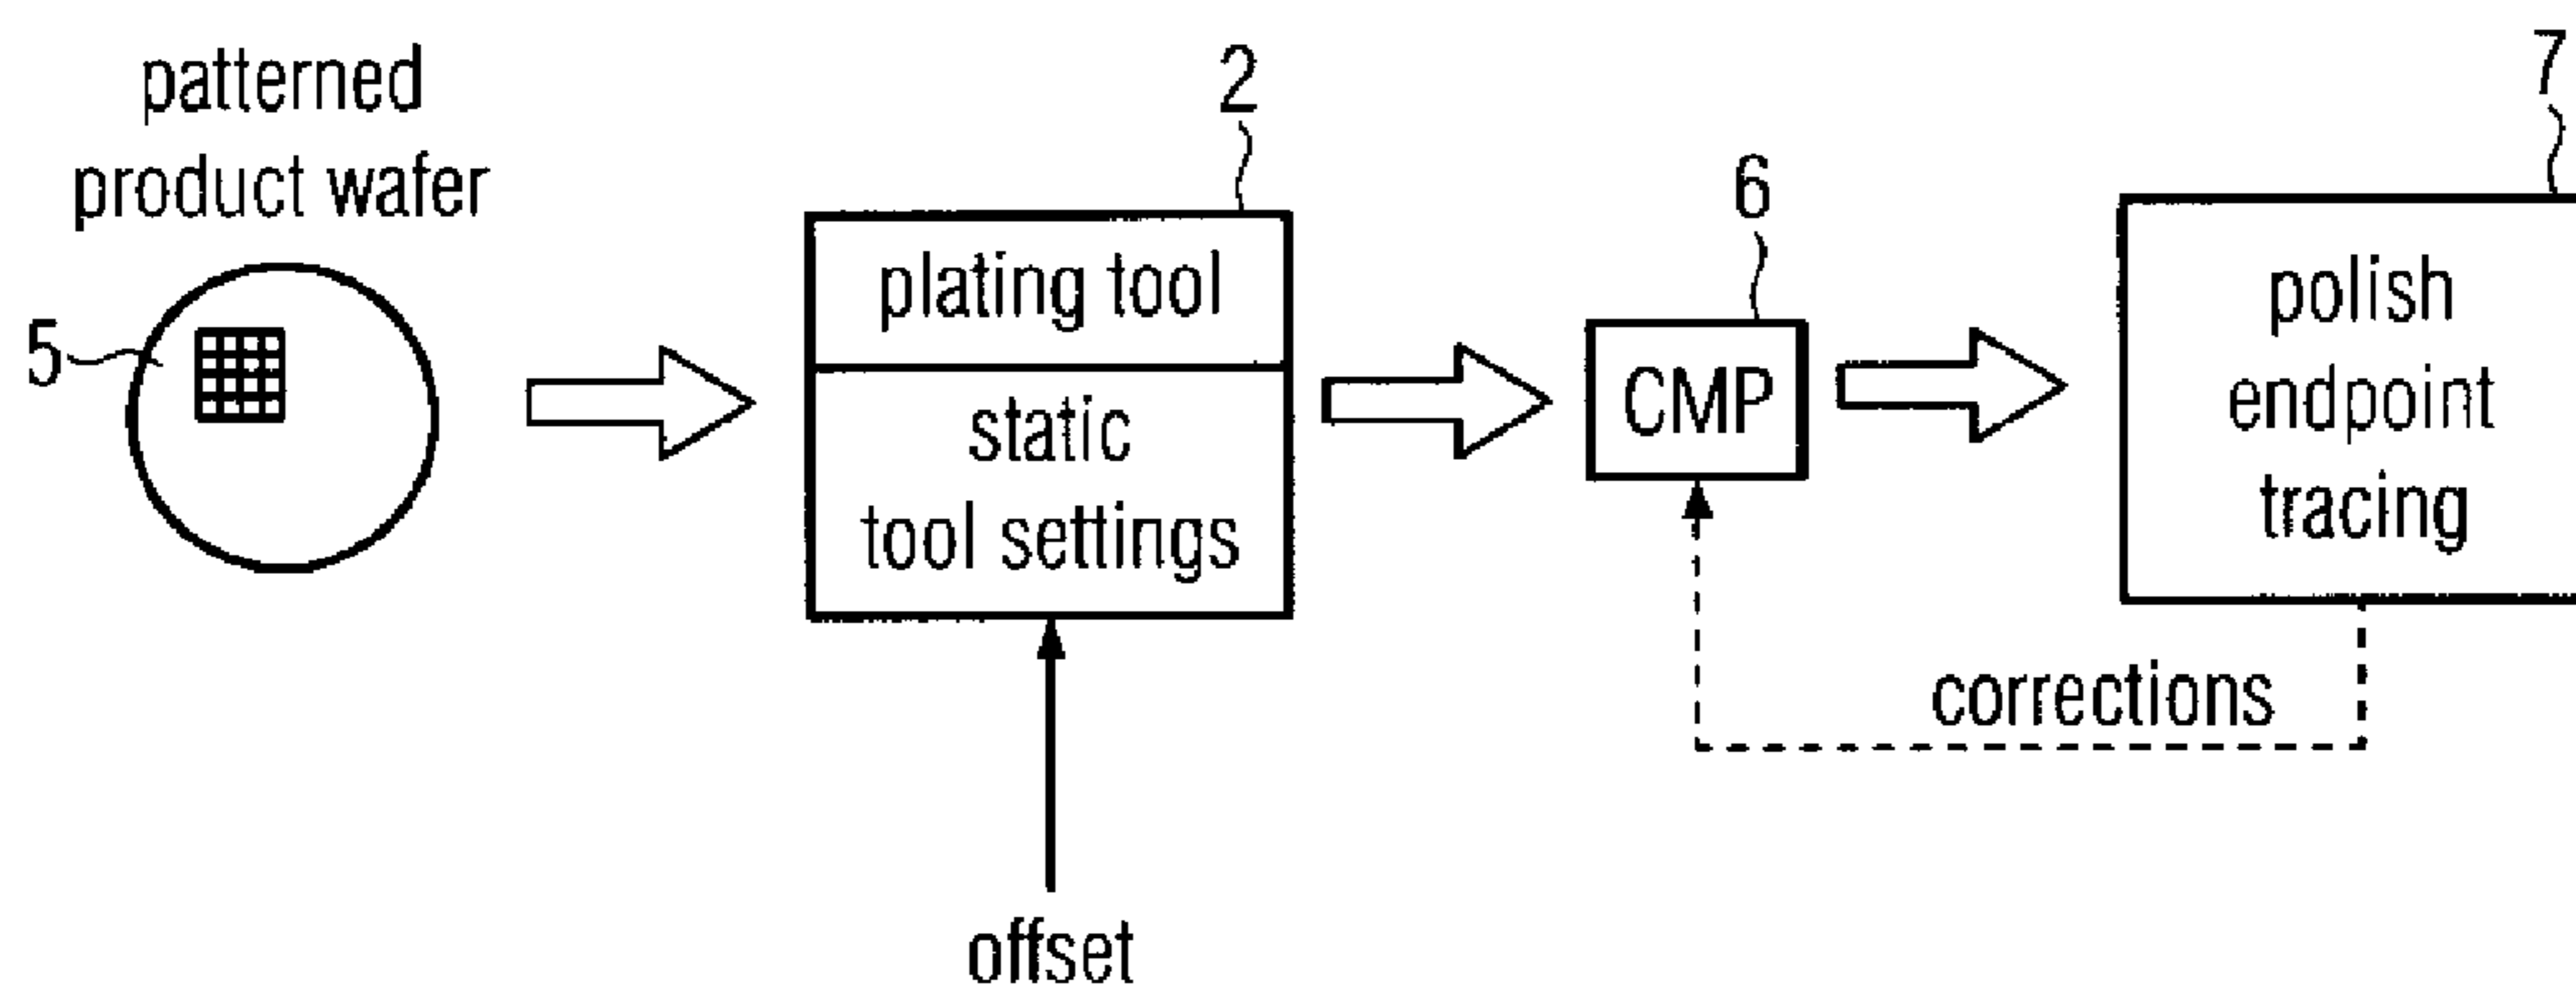 patterned
product wafer
5
2
plating tool
static
tool settings
offset
6
CMP
7
polish
endpoint
tracing
corrections